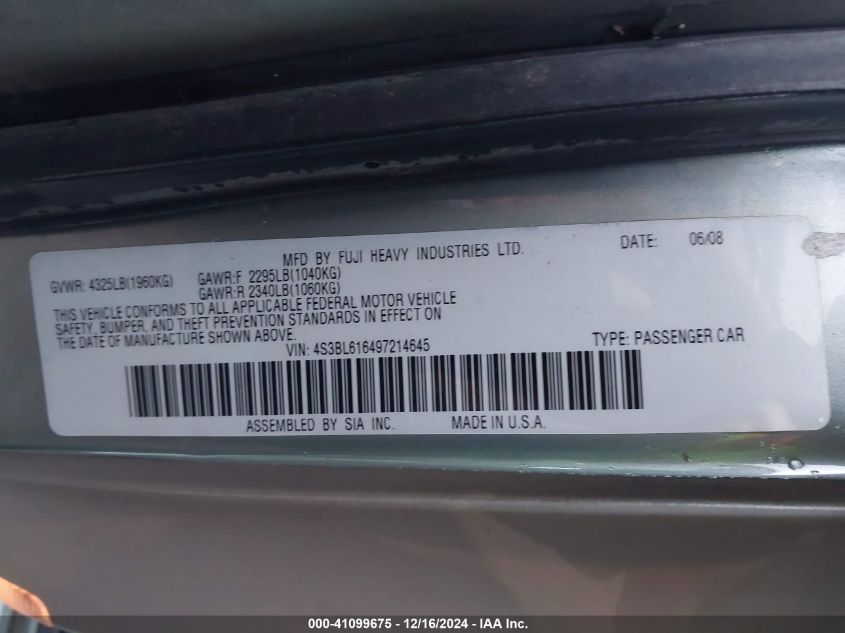 MFD BY FUJI HEAVY INDUSTRIES LTD. DATE: 06/08
GVWR: 4325LB(1960KG) GAWR:F 2295LB(1040KG)
GAWR:R 2340LB(1060KG)
THIS VEHICLE CONFORMS TO ALL APPLICABLE FEDERAL MOTOR VEHICLE
SAFETY, BUMPER, AND THEFT PREVENTION STANDARDS IN EFFECT ON
THE DATE OF MANUFACTURE SHOWN ABOVE.
VIN: 4S3BL616497214645 TYPE: PASSENGER CAR
ASSEMBLED BY SIA INC. MADE IN U.S.A.
000-41099675 - 12/16/2024 - IAA Inc.